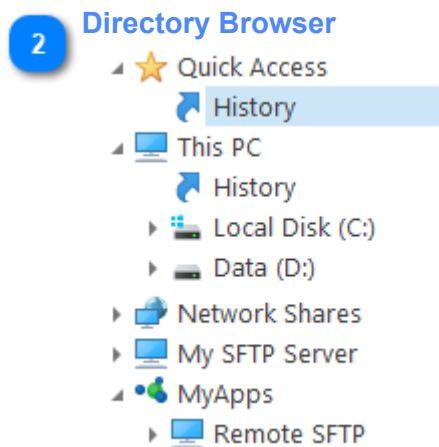 2
Directory Browser
Quick Access
History
This PC
History
Local Disk (C:)
Data (D:)
Network Shares
My SFTP Server
MyApps
Remote SFTP